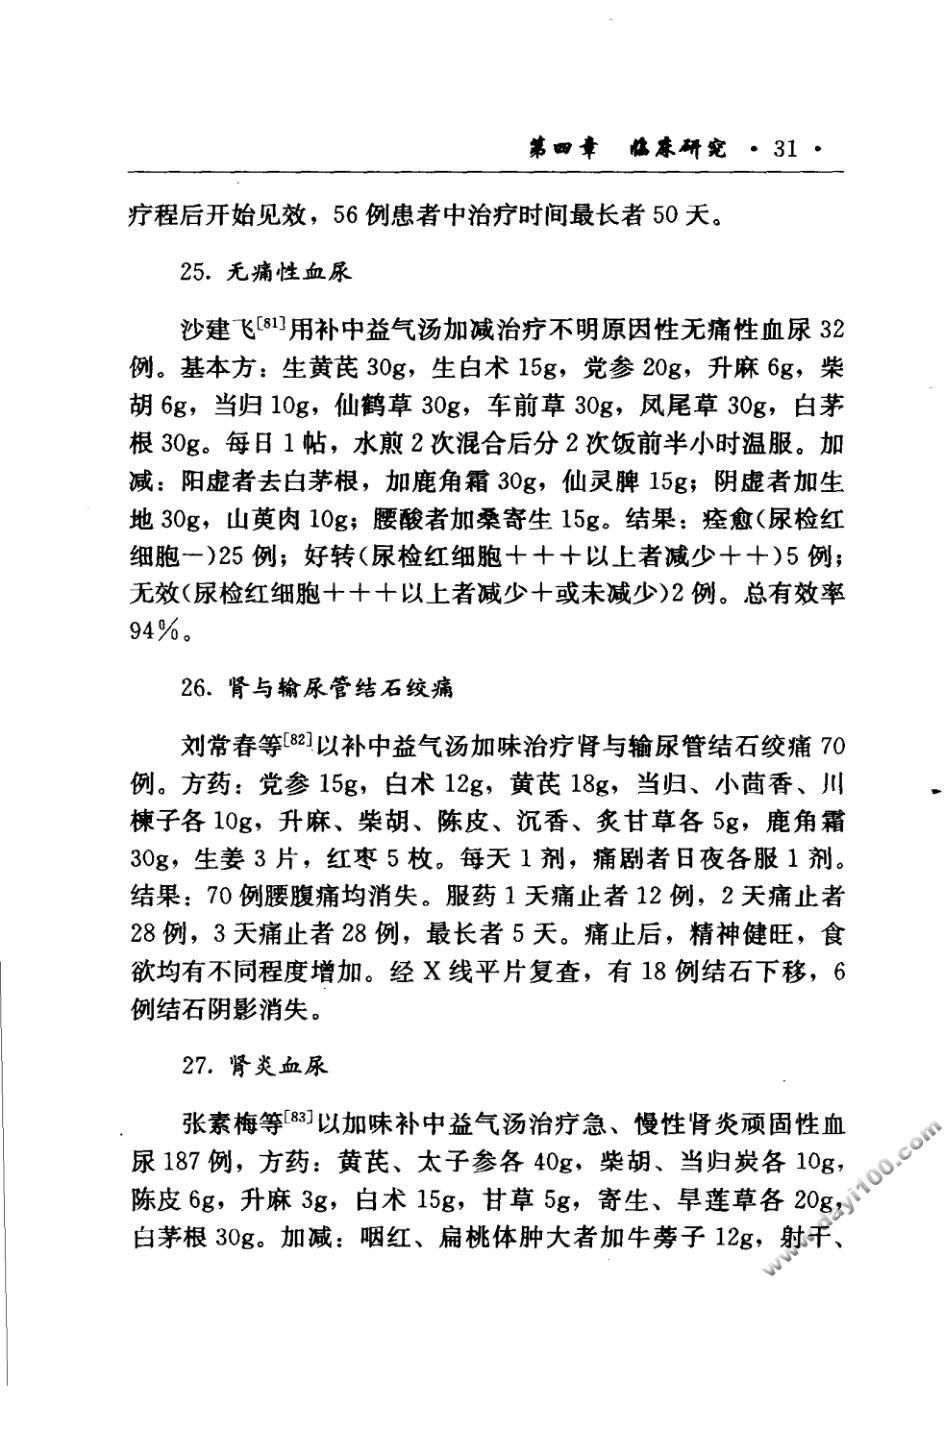 第四章 临床研究 · 31 ·
疗程后开始见效，56 例患者中治疗时间最长者 50 天。
25. 无痛性血尿
沙建飞[81]用补中益气汤加减治疗不明原因性无痛性血尿 32
例。基本方：生黄芪 30g，生白术 15g，党参 20g，升麻 6g，柴
胡 6g，当归 10g，仙鹤草 30g，车前草 30g，凤尾草 30g，白茅
根 30g。每日 1 帖，水煎 2 次混合后分 2 次饭前半小时温服。加
减：阳虚者去白茅根，加鹿角霜 30g，仙灵脾 15g；阴虚者加生
地 30g，山萸肉 10g；腰酸者加桑寄生 15g。结果：痊愈(尿检红
细胞－)25 例；好转(尿检红细胞＋＋＋以上者减少＋＋)5 例；
无效(尿检红细胞＋＋＋以上者减少＋或未减少)2 例。总有效率
94%。
26. 肾与输尿管结石绞痛
刘常春等[82]以补中益气汤加味治疗肾与输尿管结石绞痛 70
例。方药：党参 15g，白术 12g，黄芪 18g，当归、小茴香、川
楝子各 10g，升麻、柴胡、陈皮、沉香、炙甘草各 5g，鹿角霜
30g，生姜 3 片，红枣 5 枚。每天 1 剂，痛剧者日夜各服 1 剂。
结果：70 例腰腹痛均消失。服药 1 天痛止者 12 例，2 天痛止者
28 例，3 天痛止者 28 例，最长者 5 天。痛止后，精神健旺，食
欲均有不同程度增加。经 X 线平片复查，有 18 例结石下移，6
例结石阴影消失。
27. 肾炎血尿
张素梅等[83]以加味补中益气汤治疗急、慢性肾炎顽固性血
尿 187 例，方药：黄芪、太子参各 40g，柴胡、当归炭各 10g，
陈皮 6g，升麻 3g，白术 15g，甘草 5g，寄生、旱莲草各 20g，
白茅根 30g。加减：咽红、扁桃体肿大者加牛蒡子 12g，射干、
www.dayi100.com